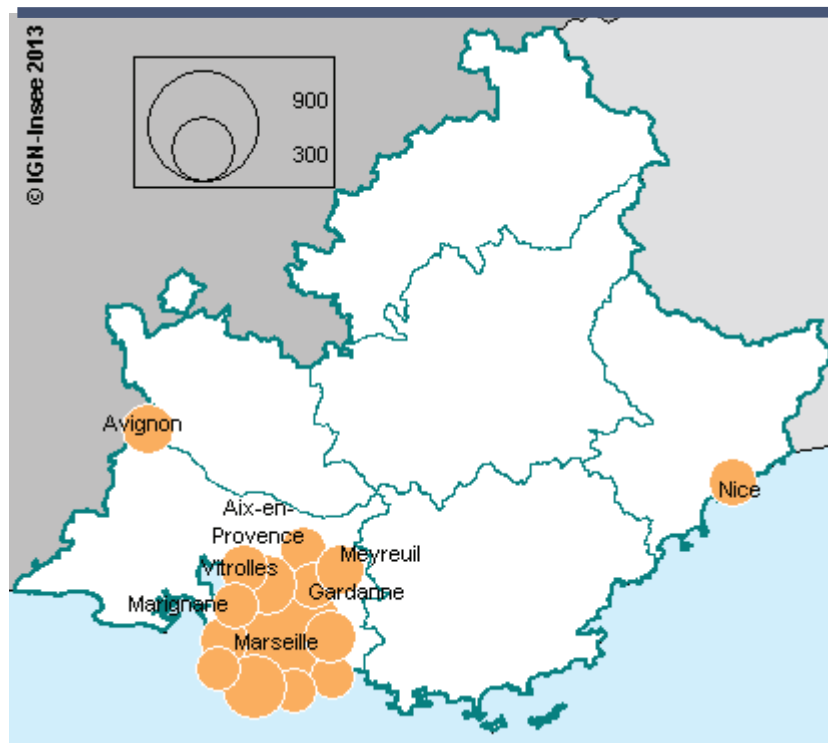 © IGN-Insee 2013
900
300
Avignon
Nice
Aix-en-
Provence
Meyreuil
Vitrolles
Gardanne
Marignane
Marseille